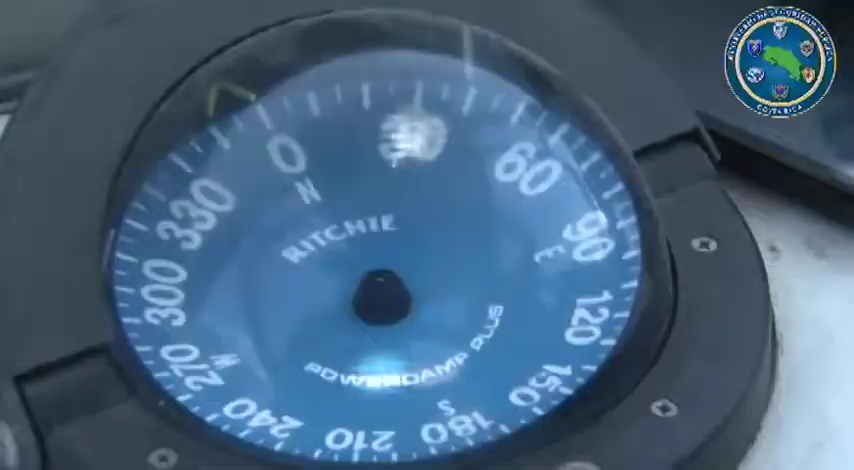 0
N
60
90
E
120
150
180
S
210
240
270
W
300
330
RITCHIE
POWERDAMP PLUS
COSTA RICA